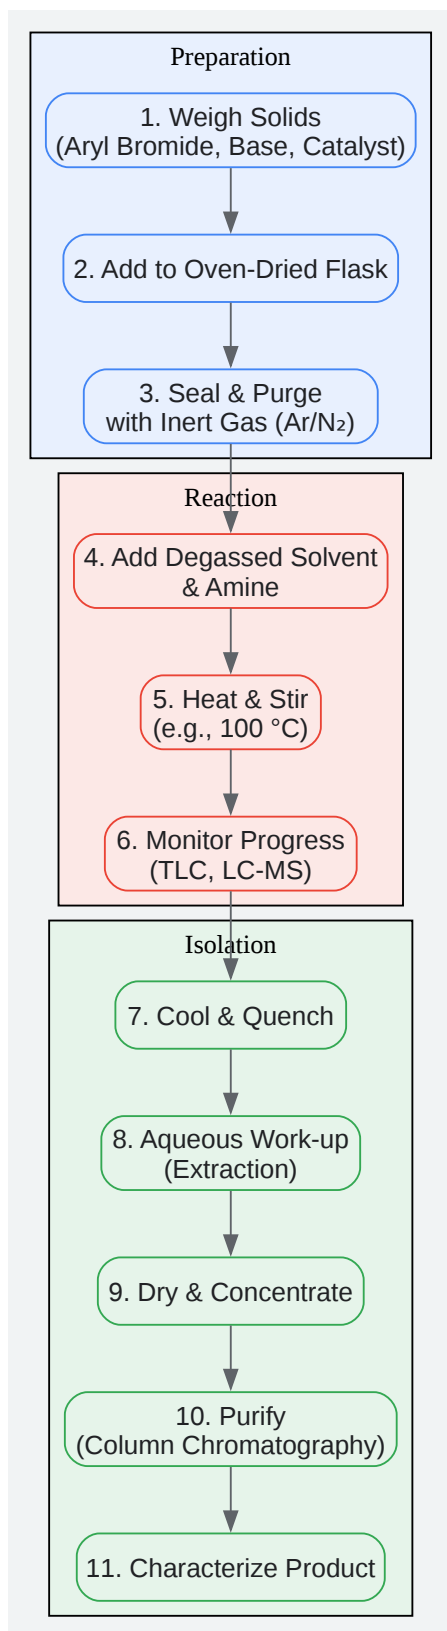 Preparation
1. Weigh Solids
(Aryl Bromide, Base, Catalyst)
2. Add to Oven-Dried Flask
3. Seal & Purge
with Inert Gas (Ar/N₂)
Reaction
4. Add Degassed Solvent
& Amine
5. Heat & Stir
(e.g., 100 °C)
6. Monitor Progress
(TLC, LC-MS)
Isolation
7. Cool & Quench
8. Aqueous Work-up
(Extraction)
9. Dry & Concentrate
10. Purify
(Column Chromatography)
11. Characterize Product